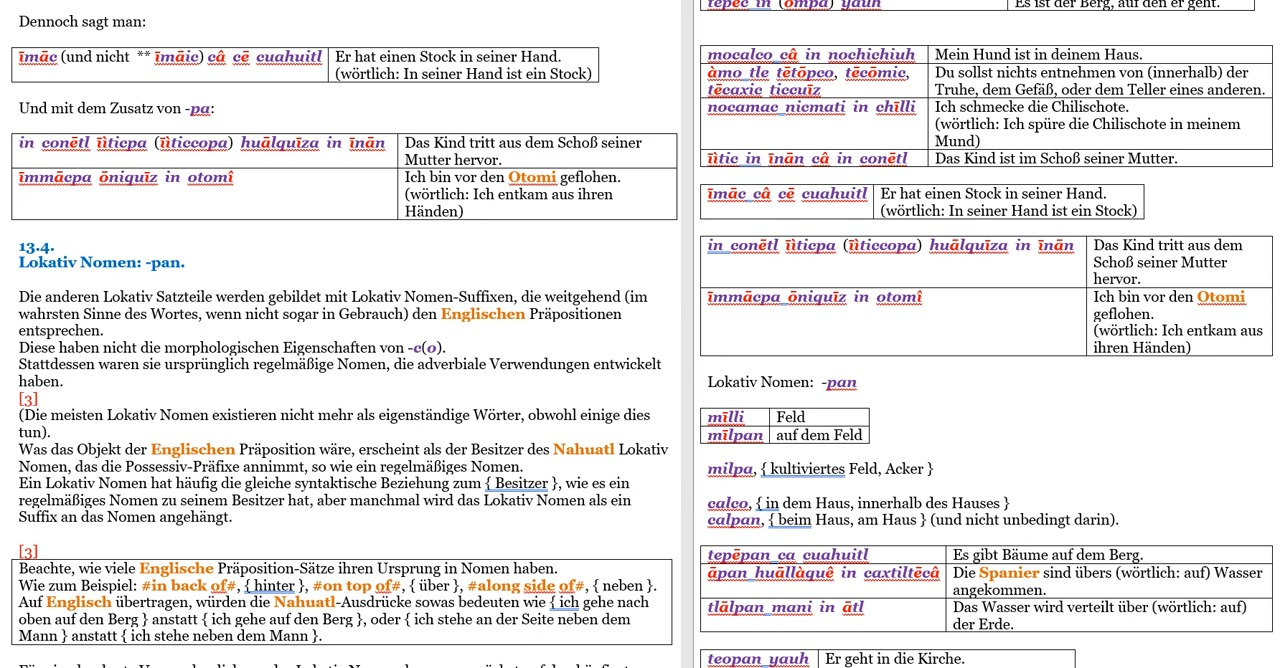 Dennoch sagt man:
īmāc (und nicht ** īmāic) câ cē cuahuitl
Er hat einen Stock in seiner Hand.
(wörtlich: In seiner Hand ist ein Stock)
Und mit dem Zusatz von -pa:
in conētl īìticpa (īìticcopa) huālquīza in īnān
Das Kind tritt aus dem Schoß seiner
Mutter hervor.
īmmācpa ōniquīz in otomî
Ich bin vor den Otomi geflohen.
(wörtlich: Ich entkam aus ihren
Händen)
13.4.
Lokativ Nomen: -pan.
Die anderen Lokativ Satzteile werden gebildet mit Lokativ Nomen-Suffixen, die weitgehend (im
wahrsten Sinne des Wortes, wenn nicht sogar in Gebrauch) den Englischen Präpositionen
entsprechen.
Diese haben nicht die morphologischen Eigenschaften von -c(o).
Stattdessen waren sie ursprünglich regelmäßige Nomen, die adverbiale Verwendungen entwickelt
haben.
[3]
(Die meisten Lokativ Nomen existieren nicht mehr als eigenständige Wörter, obwohl einige dies
tun).
Was das Objekt der Englischen Präposition wäre, erscheint als der Besitzer des Nahuatl Lokativ
Nomen, das die Possessiv-Präfixe annimmt, so wie ein regelmäßiges Nomen.
Ein Lokativ Nomen hat häufig die gleiche syntaktische Beziehung zum { Besitzer }, wie es ein
regelmäßiges Nomen zu seinem Besitzer hat, aber manchmal wird das Lokativ Nomen als ein
Suffix an das Nomen angehängt.
[3]
Beachte, wie viele Englische Präposition-Sätze ihren Ursprung in Nomen haben.
Wie zum Beispiel: #in back of#, { hinter }, #on top of#, { über }, #along side of#, { neben }.
Auf Englisch übertragen, würden die Nahuatl-Ausdrücke sowas bedeuten wie { ich gehe nach
oben auf den Berg } anstatt { ich gehe auf den Berg }, oder { ich stehe an der Seite neben dem
Mann } anstatt { ich stehe neben dem Mann }.
tepēc in (ōmpa) yauh
Es ist der Berg, auf den er geht.
mocalco câ in nochichiuh
Mein Hund ist in deinem Haus.
àmo tle tētōpco, tēcōmic,
tēcaxic ticcuīz
Du sollst nichts entnehmen von (innerhalb) der
Truhe, dem Gefäß, oder dem Teller eines anderen.
nocamac nicmati in chīlli
Ich schmecke die Chilischote.
(wörtlich: Ich spüre die Chilischote in meinem
Mund)
īìtic in īnān câ in conētl
Das Kind ist im Schoß seiner Mutter.
īmāc câ cē cuahuitl
Er hat einen Stock in seiner Hand.
(wörtlich: In seiner Hand ist ein Stock)
in conētl īìticpa (īìticcopa) huālquīza in īnān
Das Kind tritt aus dem
Schoß seiner Mutter
hervor.
īmmācpa ōniquīz in otomî
Ich bin vor den Otomi
geflohen.
(wörtlich: Ich entkam aus
ihren Händen)
Lokativ Nomen: -pan
mīlli
Feld
mīlpan
auf dem Feld
milpa, { kultiviertes Feld, Acker }
calco, { in dem Haus, innerhalb des Hauses }
calpan, { beim Haus, am Haus } (und nicht unbedingt darin).
tepēpan ca cuahuitl
Es gibt Bäume auf dem Berg.
āpan huāllàquê in caxtiltēcâ
Die Spanier sind übers (wörtlich: auf) Wasser
angekommen.
tlālpan mani in ātl
Das Wasser wird verteilt über (wörtlich: auf)
der Erde.
teopan yauh
Er geht in die Kirche.